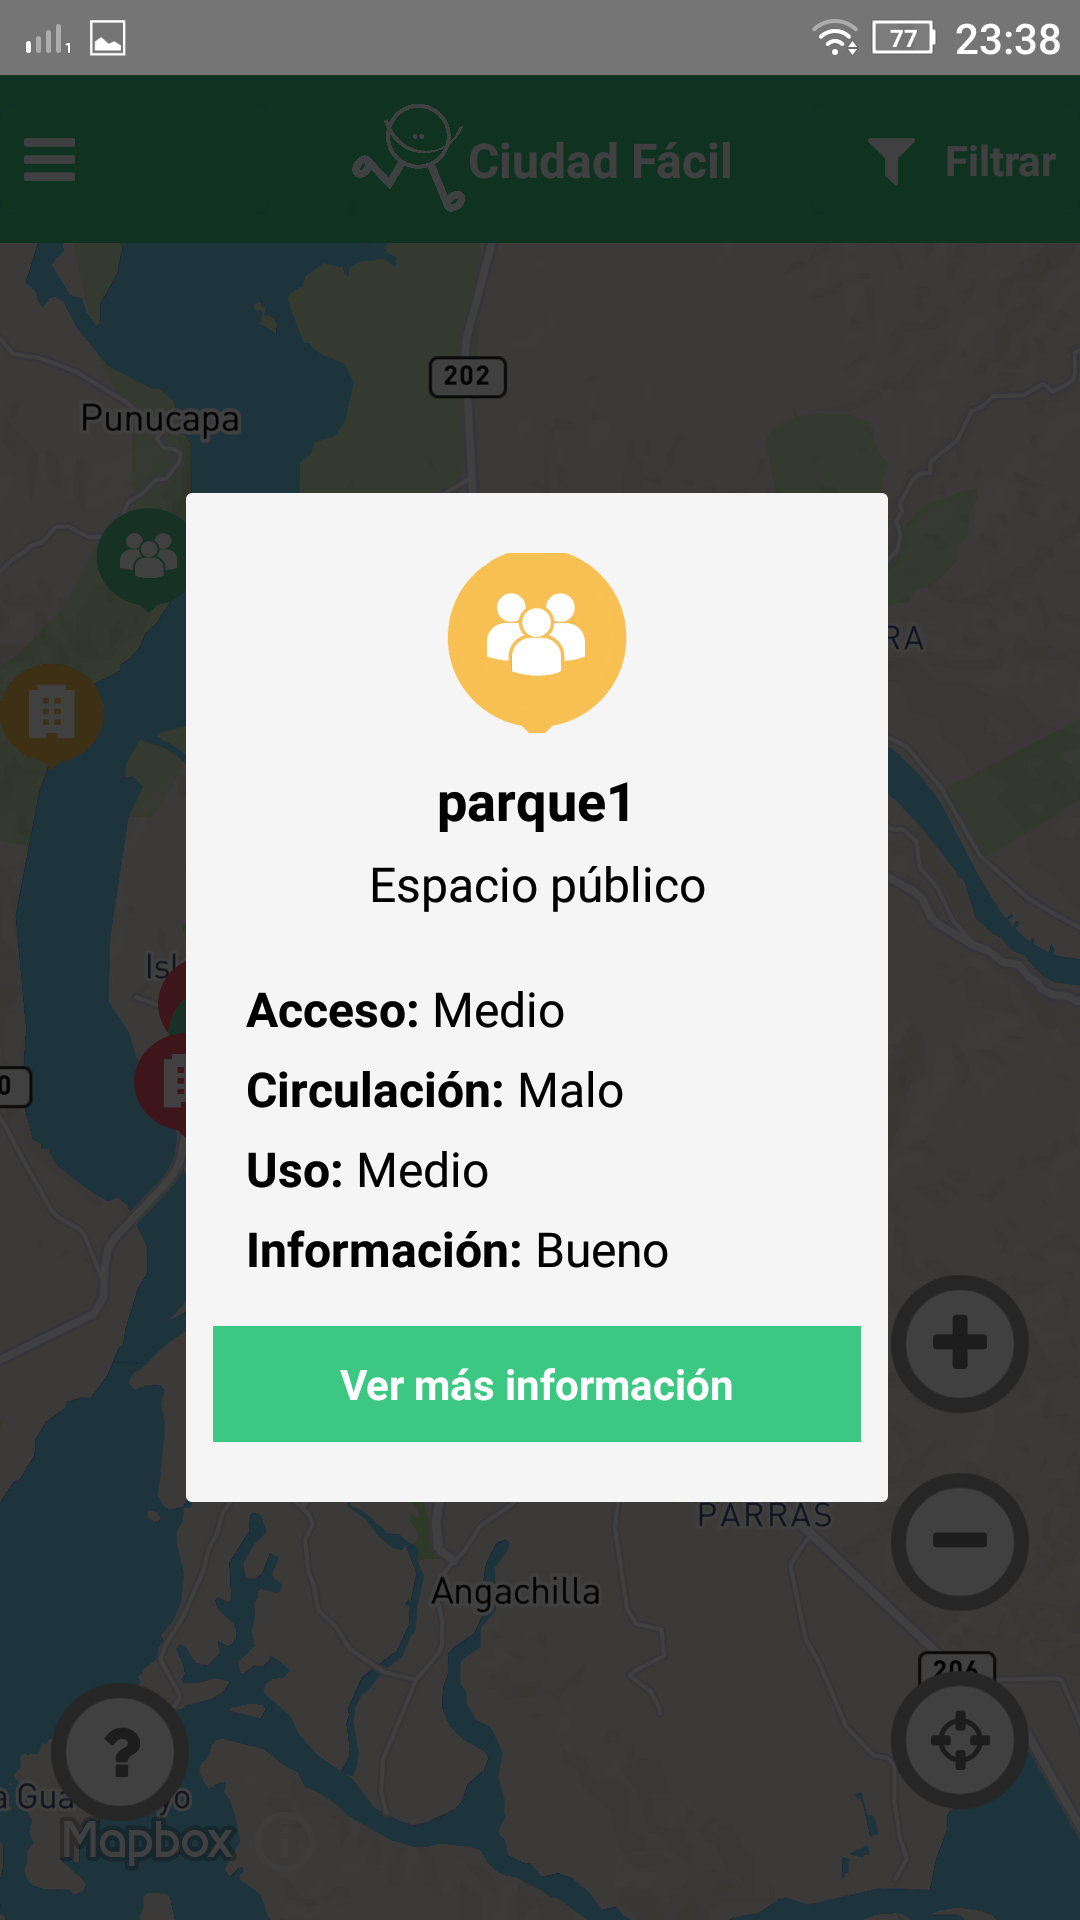 1
77
23:38
Ciudad Fácil
Filtrar
202
Punucapa
RA
parque1
Espacio público
Isl
Acceso: Medio
Circulación: Malo
0
Uso: Medio
Información: Bueno
Ver más información
PARRAS
Angachilla
206
?
a Gua yo
Mapbox